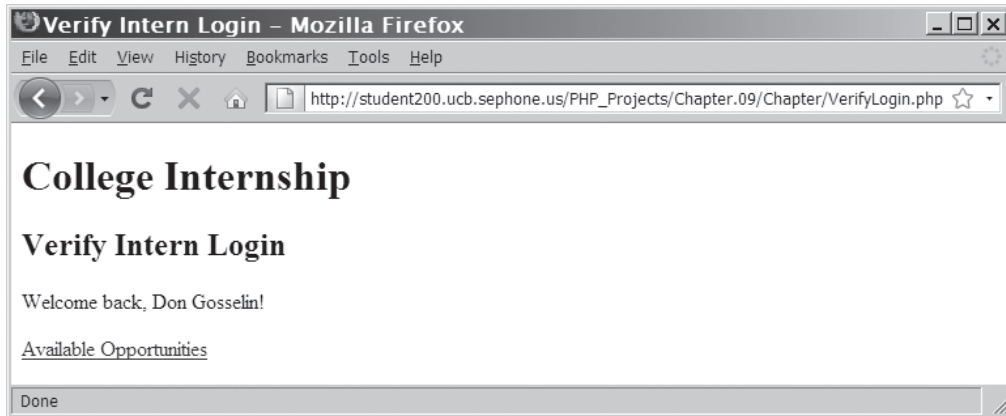 Verify Intern Login – Mozilla Firefox
File Edit View History Bookmarks Tools Help
http://student200.ucb.sephone.us/PHP_Projects/Chapter.09/Chapter/VerifyLogin.php
College Internship
Verify Intern Login
Welcome back, Don Gosselin!
Available Opportunities
Done